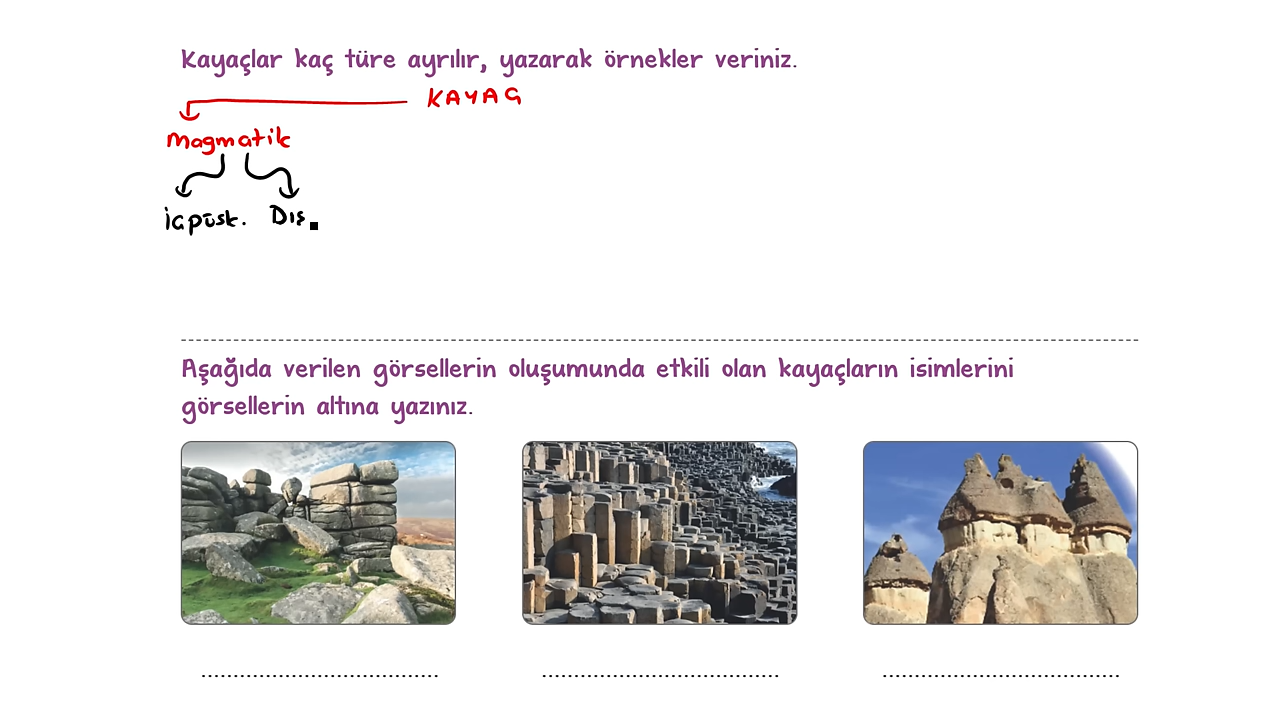 Kayaçlar kaç türe ayrılır, yazarak örnekler veriniz.
KAYAÇ
Magmatik
İçpüsk. Dış
Aşağıda verilen görsellerin oluşumunda etkili olan kayaçların isimlerini
görsellerin altına yazınız.